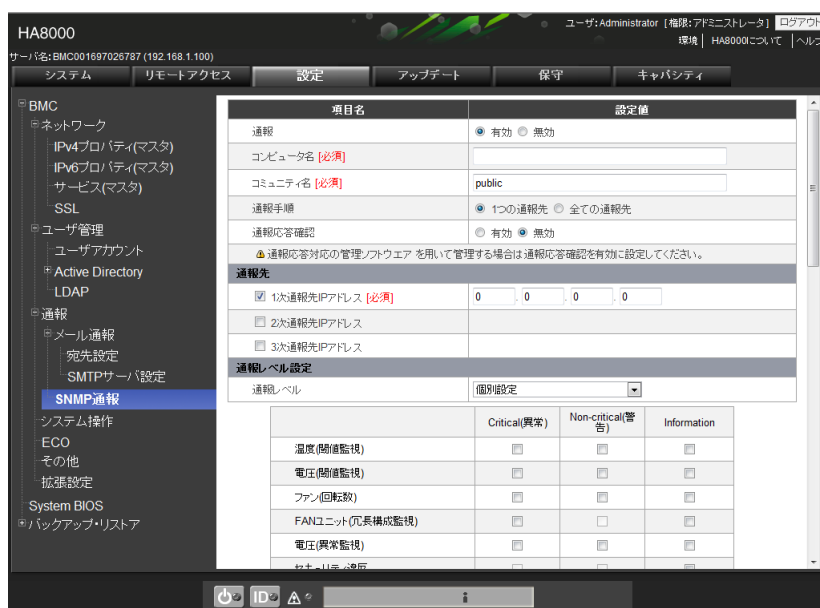 HA8000
ユーザ:Administrator [権限:アドミニストレータ] ログアウト
環境 | HA8000について | ヘルプ
サーバ名:BMC001697026787 (192.168.1.100)
システム リモートアクセス 設定 アップデート 保守 キャパシティ
BMC
ネットワーク
IPv4プロパティ(マスタ)
IPv6プロパティ(マスタ)
サービス(マスタ)
SSL
ユーザ管理
ユーザアカウント
Active Directory
LDAP
通報
メール通報
宛先設定
SMTPサーバ設定
SNMP通報
システム操作
ECO
その他
拡張設定
System BIOS
バックアップ・リストア
項目名 設定値
通報 有効 無効
コンピュータ名 [必須]
コミュニティ名 [必須] public
通報手順 1つの通報先 全ての通報先
通報応答確認 有効 無効
通報応答対応の管理ソフトウエア を用いて管理する場合は通報応答確認を有効に設定してください。
通報先
1次通報先IPアドレス [必須] 0 . 0 . 0 . 0
2次通報先IPアドレス
3次通報先IPアドレス
通報レベル設定
通報レベル 個別設定
Critical(異常) Non-critical(警告) Information
温度(閾値監視)
電圧(閾値監視)
ファン(回転数)
FANユニット(冗長構成監視)
電圧(異常監視)
セキュリティ違反
ID